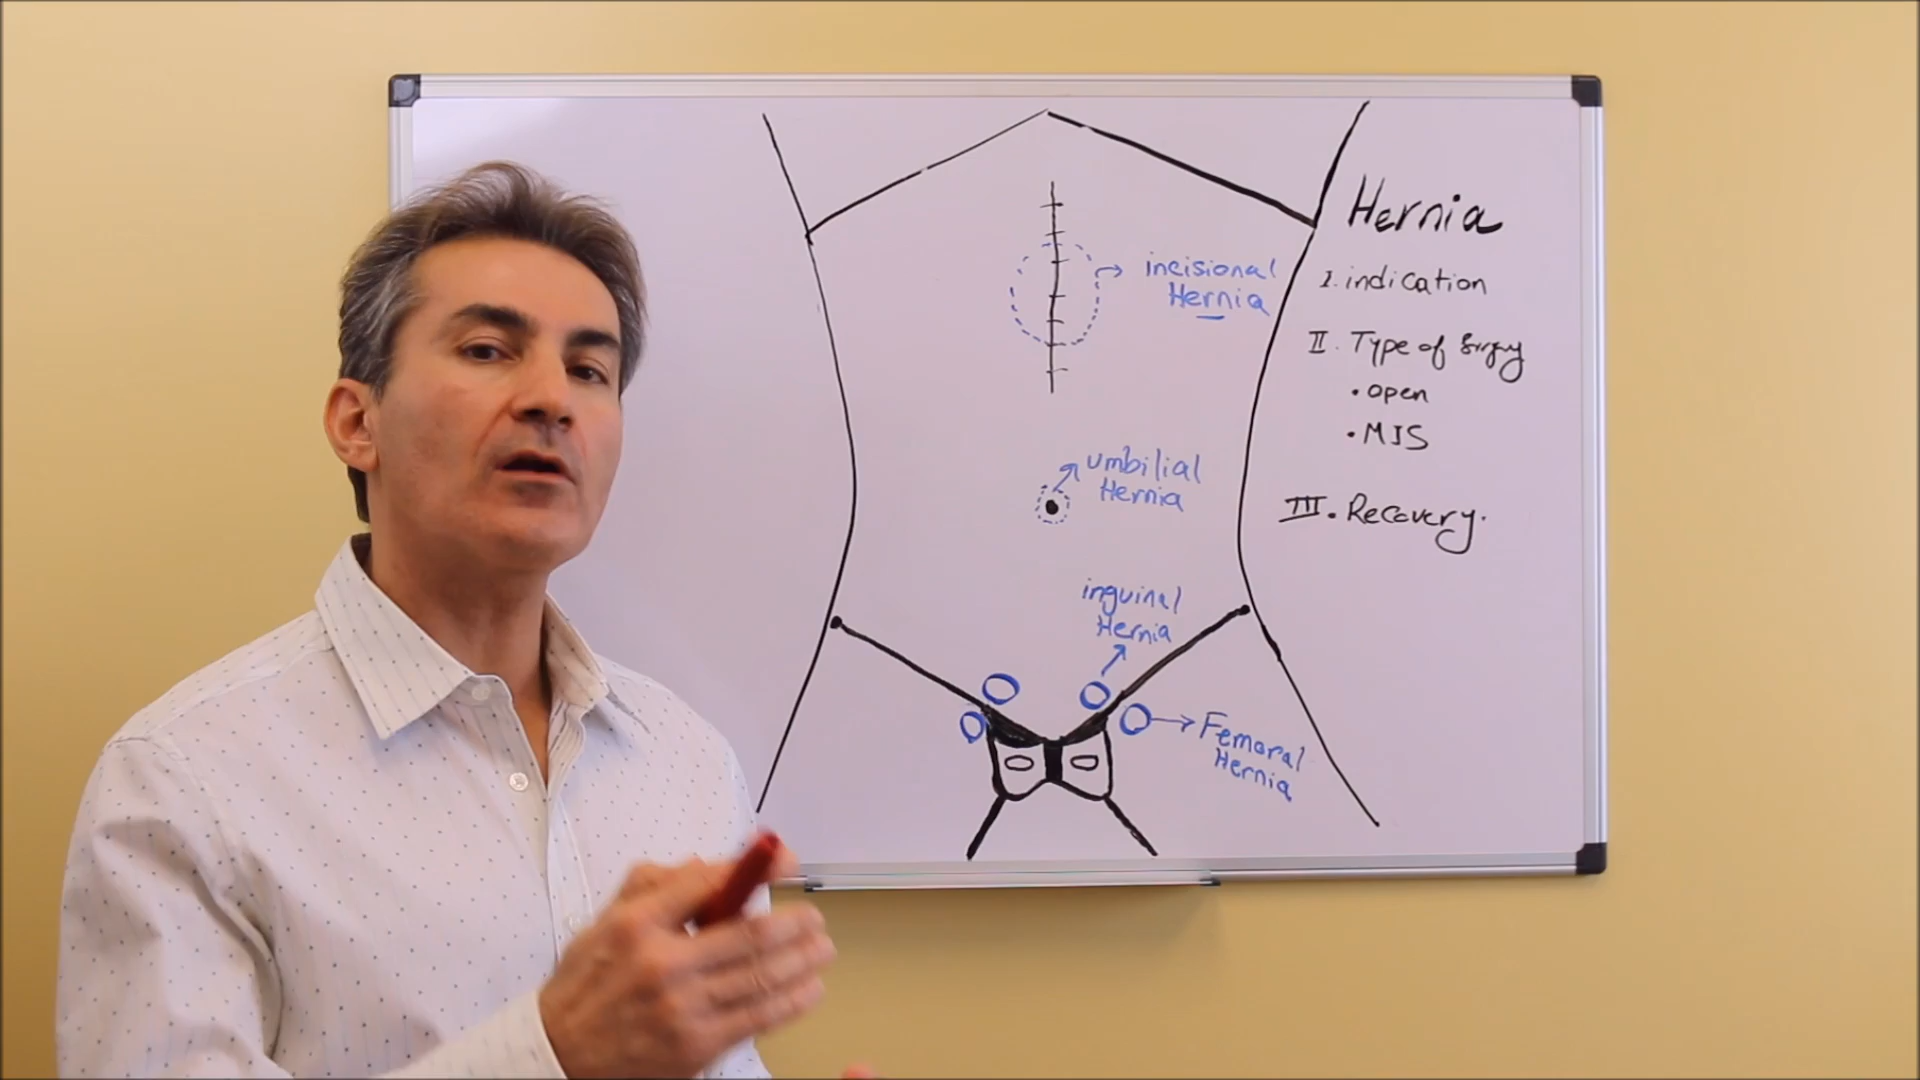 Hernia
I. indication
II. Type of Surgery
• open
• MIS
III. Recovery.
incisional
Hernia
umbilial
Hernia
inguinal
Hernia
Femoral
Hernia